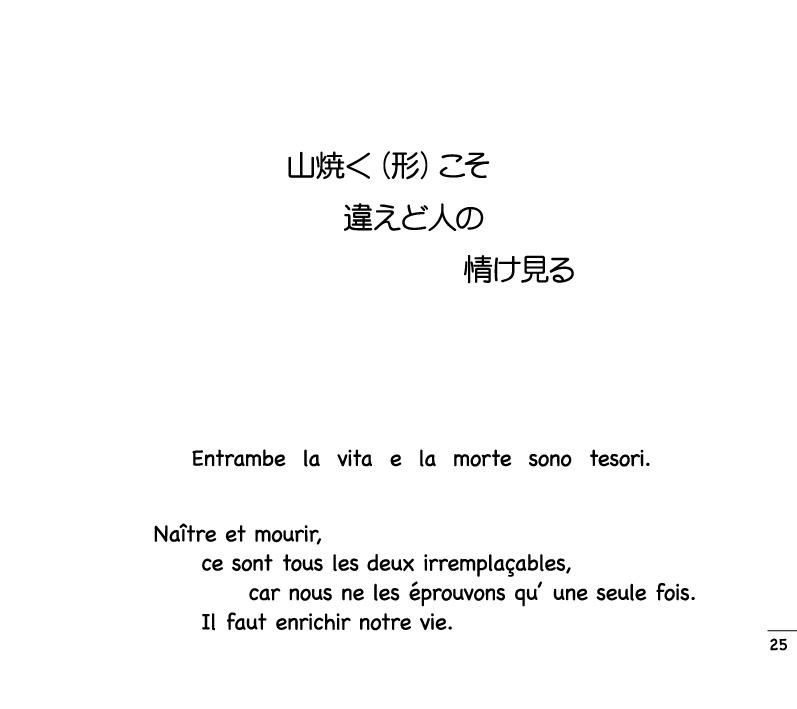 山焼く（形）こそ
違えど人の
情け見る
Entrambe la vita e la morte sono tesori.
Naître et mourir,
ce sont tous les deux irremplaçables,
car nous ne les éprouvons qu’ une seule fois.
Il faut enrichir notre vie.
25